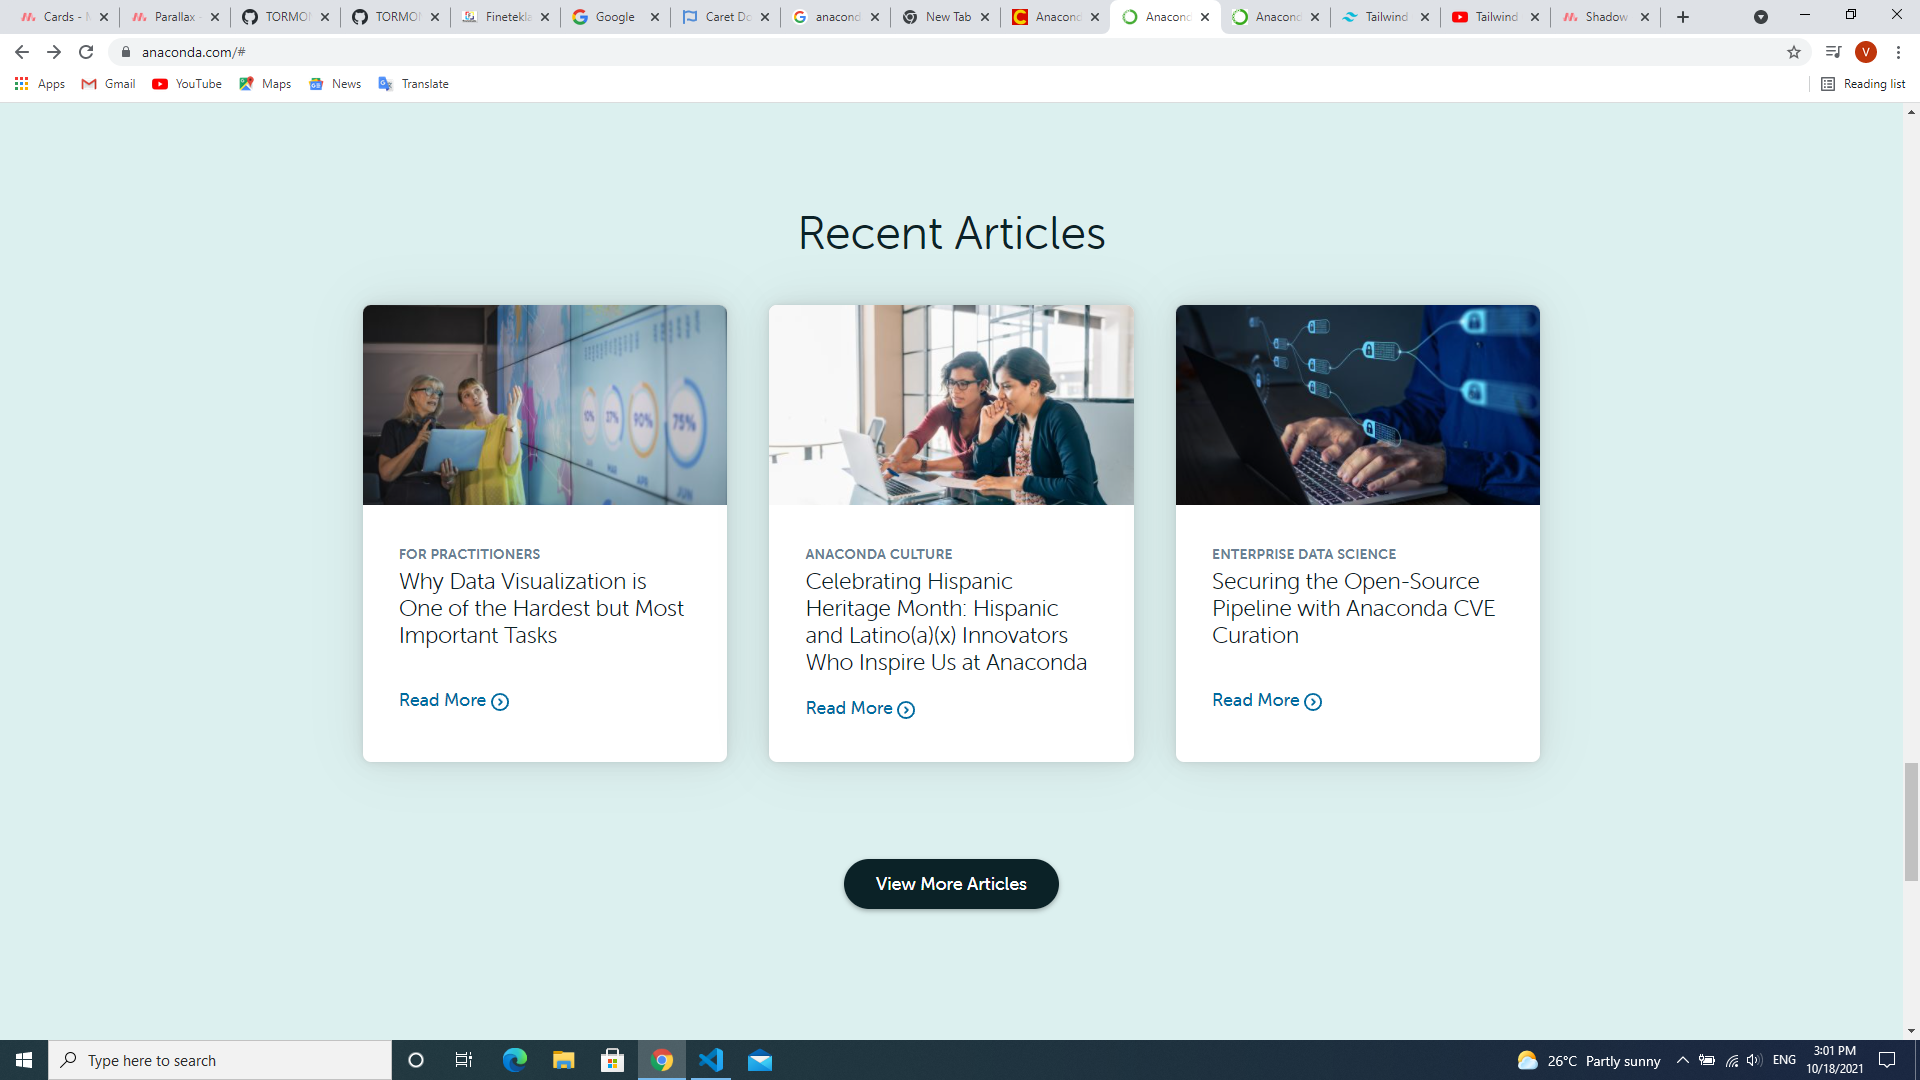 Cards - M
Parallax -
TORMON
TORMON
Finetekla
Google
Caret Do
anacond
New Tab
Anacond
Anacond
Anacond
Tailwind
Tailwind
Shadow
anaconda.com/#
V
Apps
Gmail
YouTube
Maps
News
Translate
Reading list
Recent Articles
10%
37%
90%
75%
MAR
APR
JUN
FOR PRACTITIONERS
Why Data Visualization is
One of the Hardest but Most
Important Tasks
Read More
ANACONDA CULTURE
Celebrating Hispanic
Heritage Month: Hispanic
and Latino(a)(x) Innovators
Who Inspire Us at Anaconda
Read More
ENTERPRISE DATA SCIENCE
Securing the Open-Source
Pipeline with Anaconda CVE
Curation
Read More
View More Articles
Type here to search
26°C Partly sunny
ENG
3:01 PM
10/18/2021